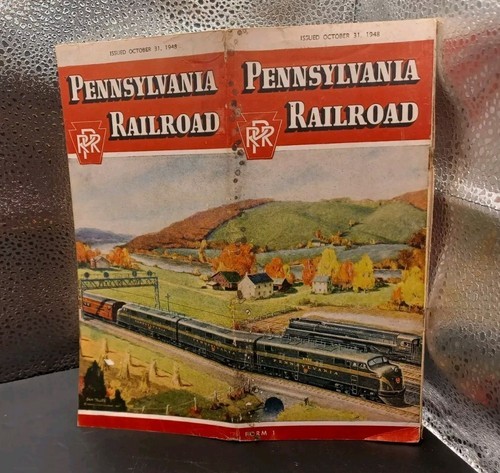 ISSUED OCTOBER 31, 1948
PENNSYLVANIA
RAILROAD
PRR
ISSUED OCTOBER 31, 1948
PENNSYLVANIA
RAILROAD
PRR
FORM 1